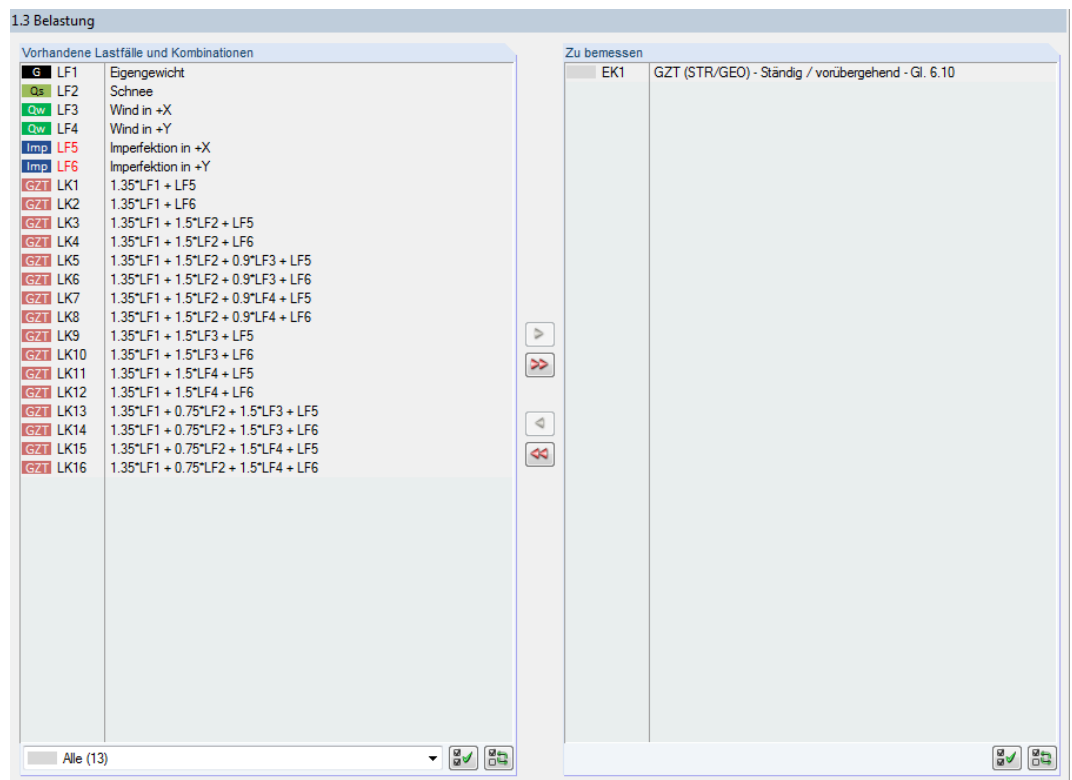 1.3 Belastung
Vorhandene Lastfälle und Kombinationen
G LF1 Eigengewicht
Qs LF2 Schnee
Qw LF3 Wind in +X
Qw LF4 Wind in +Y
Imp LF5 Imperfektion in +X
Imp LF6 Imperfektion in +Y
GZT LK1 1.35*LF1 + LF5
GZT LK2 1.35*LF1 + LF6
GZT LK3 1.35*LF1 + 1.5*LF2 + LF5
GZT LK4 1.35*LF1 + 1.5*LF2 + LF6
GZT LK5 1.35*LF1 + 1.5*LF2 + 0.9*LF3 + LF5
GZT LK6 1.35*LF1 + 1.5*LF2 + 0.9*LF3 + LF6
GZT LK7 1.35*LF1 + 1.5*LF2 + 0.9*LF4 + LF5
GZT LK8 1.35*LF1 + 1.5*LF2 + 0.9*LF4 + LF6
GZT LK9 1.35*LF1 + 1.5*LF3 + LF5
GZT LK10 1.35*LF1 + 1.5*LF3 + LF6
GZT LK11 1.35*LF1 + 1.5*LF4 + LF5
GZT LK12 1.35*LF1 + 1.5*LF4 + LF6
GZT LK13 1.35*LF1 + 0.75*LF2 + 1.5*LF3 + LF5
GZT LK14 1.35*LF1 + 0.75*LF2 + 1.5*LF3 + LF6
GZT LK15 1.35*LF1 + 0.75*LF2 + 1.5*LF4 + LF5
GZT LK16 1.35*LF1 + 0.75*LF2 + 1.5*LF4 + LF6
Alle (13)
Zu bemessen
EK1 GZT (STR/GEO) - Ständig / vorübergehend - Gl. 6.10